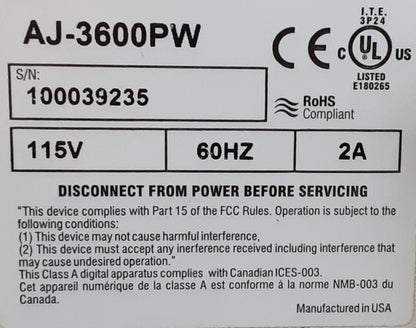 AJ-3600PW
I.T.E.
3P24
CE
C UL US
LISTED
E180265
S/N:
100039235
RoHS
Compliant
115V 60HZ 2A
DISCONNECT FROM POWER BEFORE SERVICING
"This device complies with Part 15 of the FCC Rules. Operation is subject to the
following conditions:
(1) This device may not cause harmful interference,
(2) This device must accept any inerference received including interference that
may cause undesired operation."
This Class A digital apparatus complies with Canadian ICES-003.
Cet appareil numérique de la classe A est conforme à la norme NMB-003 du
Canada.
Manufactured in USA